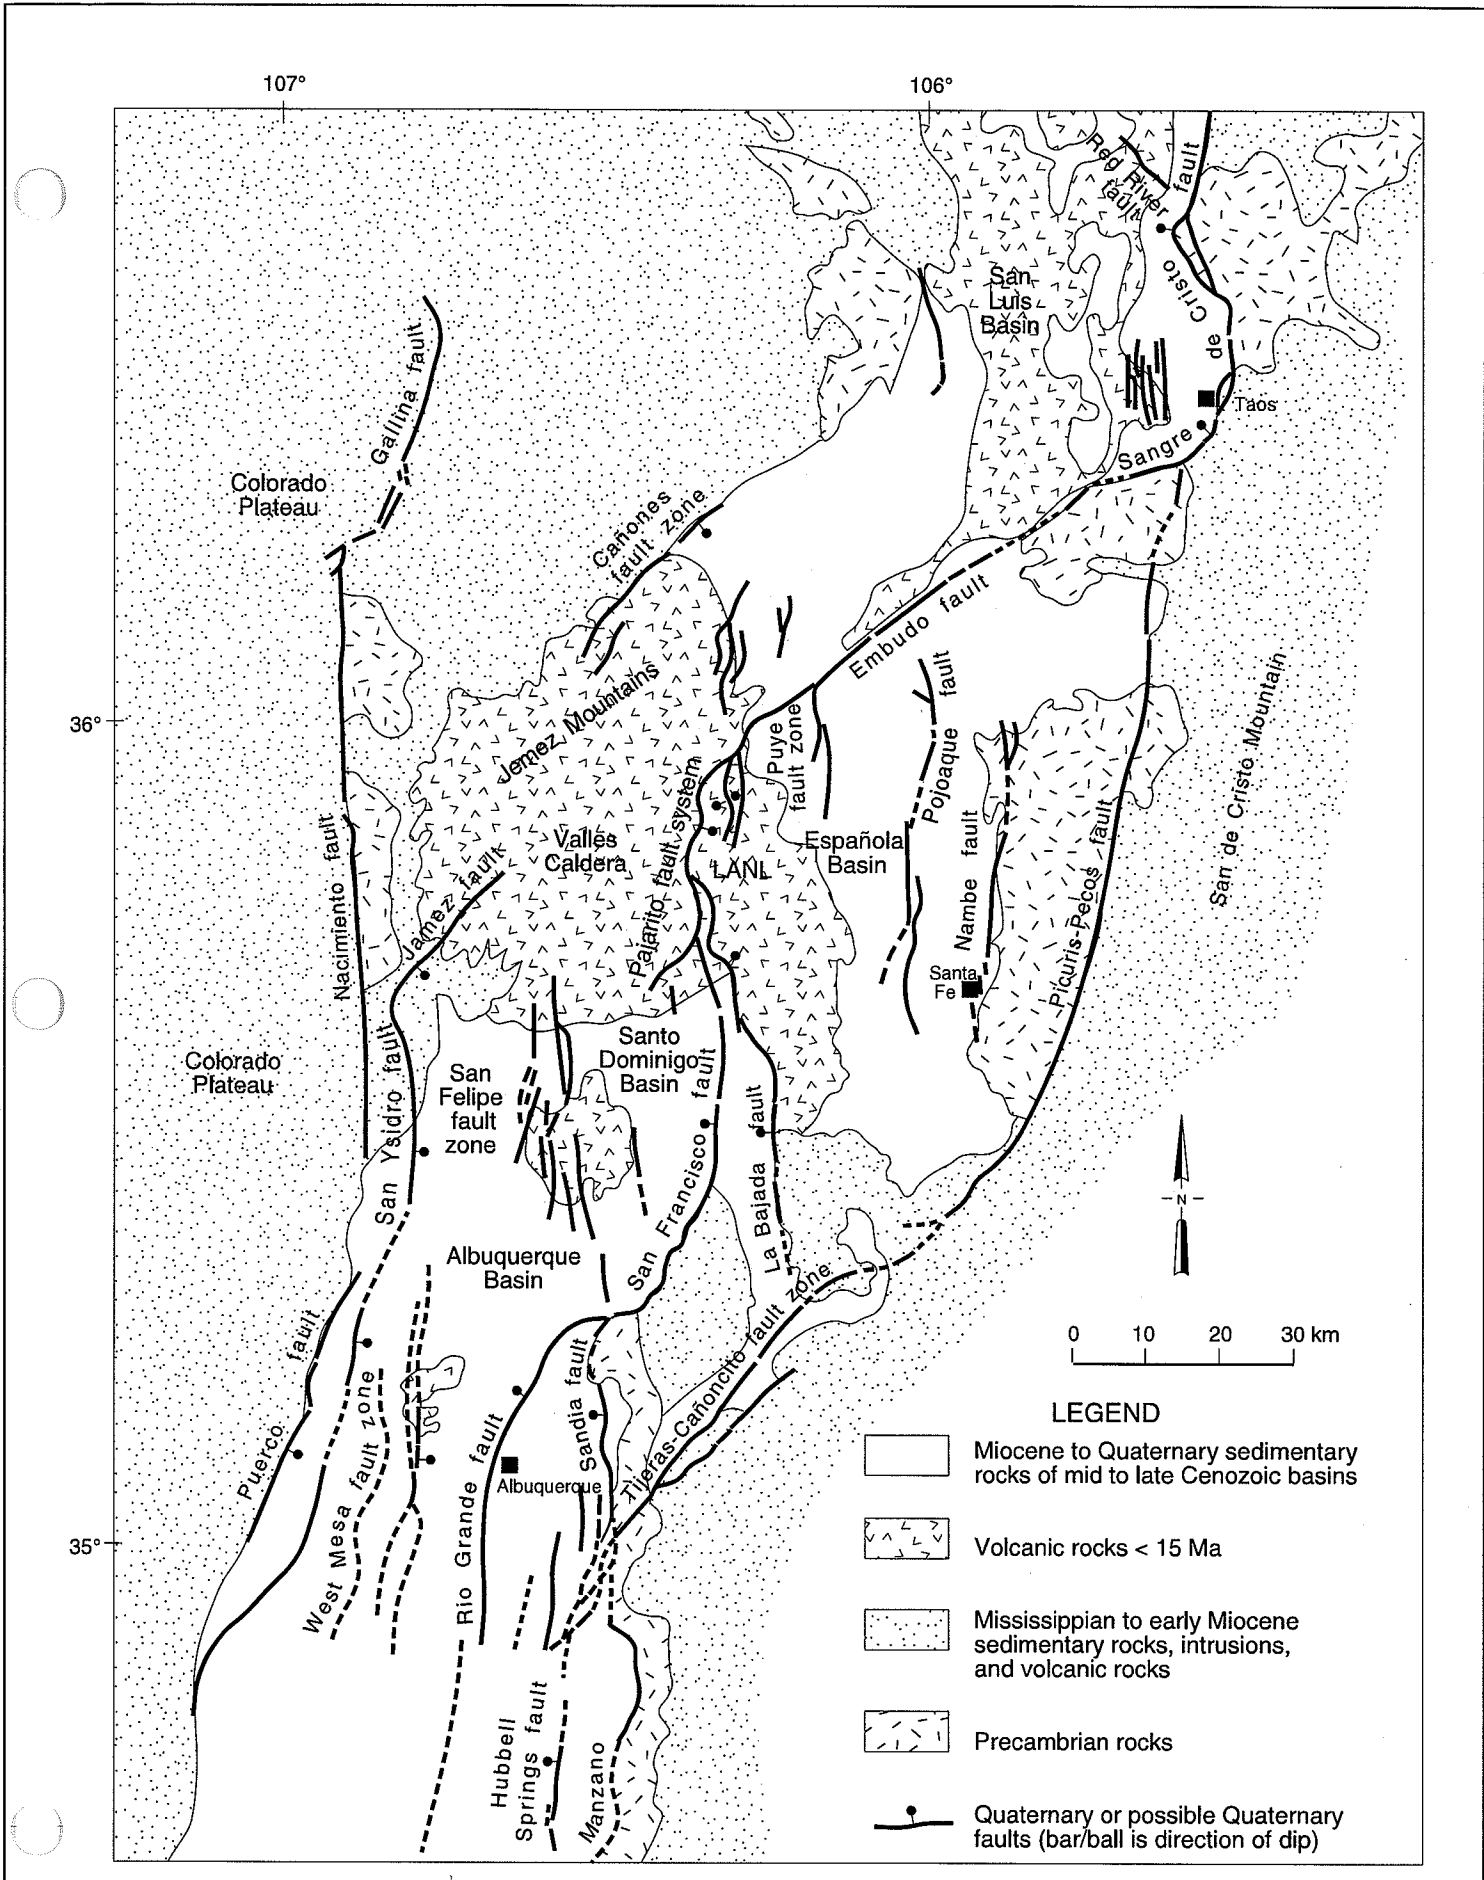 107°
106°
Red River
fault
fault
San
Luis
Basin
Cristo
de
Taos
Sangre
Gallina fault
Colorado
Plateau
Cañones
fault zone
Embudo fault
36°
Jemez Mountains
Puye
fault zone
Pojoaque fault
San de Cristo Mountain
Nacimiento fault
Jamez fault
Valles
Caldera
Pajarito fault system
LANL
Española
Basin
Nambe fault
Picuris-Pecos fault
Santa
Fe
Colorado
Plateau
San Ysidro fault
San
Felipe
fault
zone
Santo
Dominigo
Basin
San Francisco fault
La Bajada fault
N
Albuquerque
Basin
Puerco fault
West Mesa fault zone
Rio Grande fault
Sandia fault
Albuquerque
Tijeras-Cañoncito fault zone
35°
Hubbell
Springs fault
Manzano
0 10 20 30 km
LEGEND
Miocene to Quaternary sedimentary
rocks of mid to late Cenozoic basins
Volcanic rocks < 15 Ma
Mississippian to early Miocene
sedimentary rocks, intrusions,
and volcanic rocks
Precambrian rocks
Quaternary or possible Quaternary
faults (bar/ball is direction of dip)